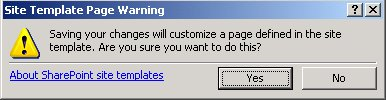 Site Template Page Warning
Saving your changes will customize a page defined in the site
template. Are you sure you want to do this?
About SharePoint site templates
Yes
No